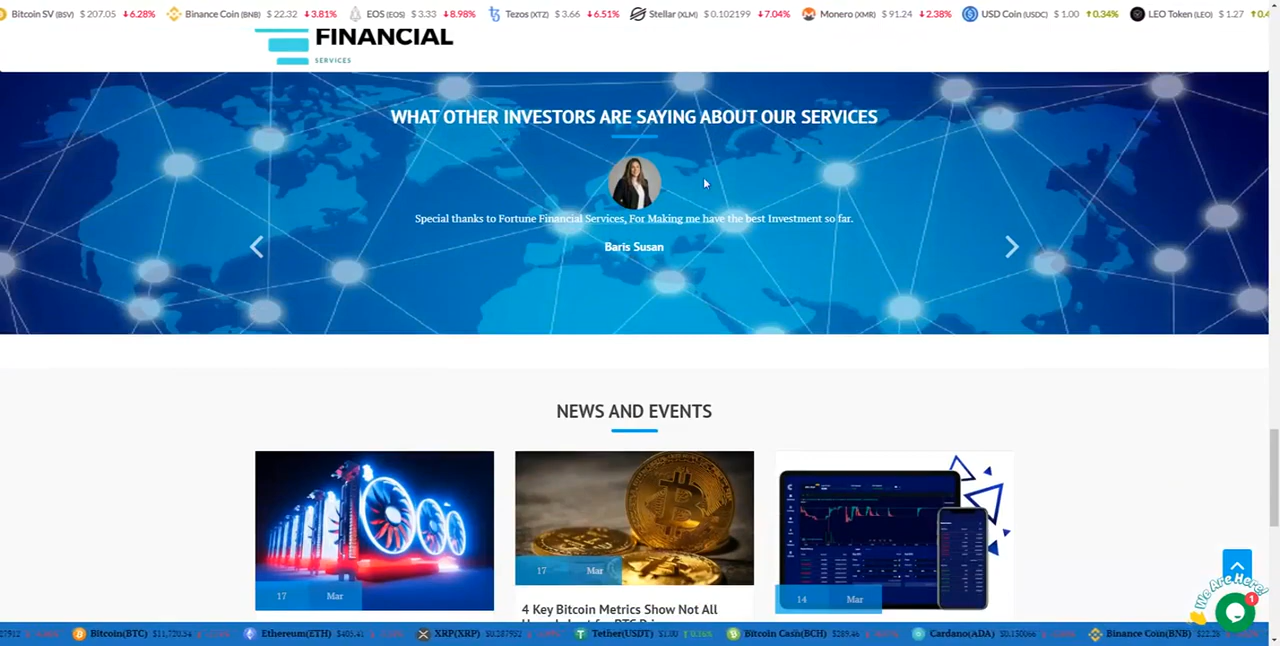 Bitcoin SV (BSV) $ 207.05 ↓6.28% Binance Coin (BNB) $ 22.32 ↓3.81% EOS (EOS) $ 3.33 ↓8.98% Tezos (XTZ) $ 3.66 ↓6.51% Stellar (XLM) $ 0.102199 ↓7.04% Monero (XMR) $ 91.24 ↓2.38% USD Coin (USDC) $ 1.00 ↑0.34% LEO Token (LEO) $ 1.27 ↑0.4
FINANCIAL
SERVICES
WHAT OTHER INVESTORS ARE SAYING ABOUT OUR SERVICES
Special thanks to Fortune Financial Services, For Making me have the best Investment so far.
Baris Susan
NEWS AND EVENTS
17 Mar
17 Mar
14 Mar
4 Key Bitcoin Metrics Show Not All
We Are Here!
1
27912 Bitcoin(BTC) $11,720.34 Ethereum(ETH) $405.41 XRP(XRP) $0.287952 Tether(USDT) $1.00 ↑0.16% Bitcoin Cash(BCH) $289.46 Cardano(ADA) $0.130066 Binance Coin(BNB) $22.28